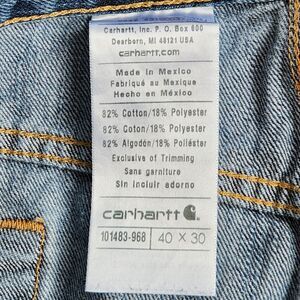 Carhartt, Inc. P. O. Box 600
Dearborn, MI 48121 USA
carhartt.com
Made in Mexico
Fabriqué au Mexique
Hecho en México
82% Cotton/18% Polyester
82% Coton/18% Polyester
82% Algodón/18% Poliéster
Exclusive of Trimming
Sans garniture
Sin incluir adorno
carhartt
101483-968 40 X 30